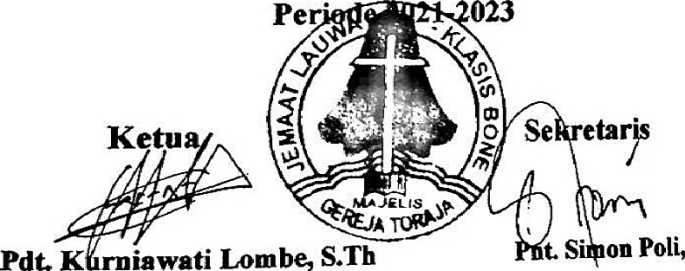 Periode 2021-2023
JEMAAT LAUWA - KLASIS BONE
Ketua
Sekretaris
MAJELIS
GEREJA TORAJA
Pdt. Kurniawati Lombe, S.Th
Pnt. Simon Poli,